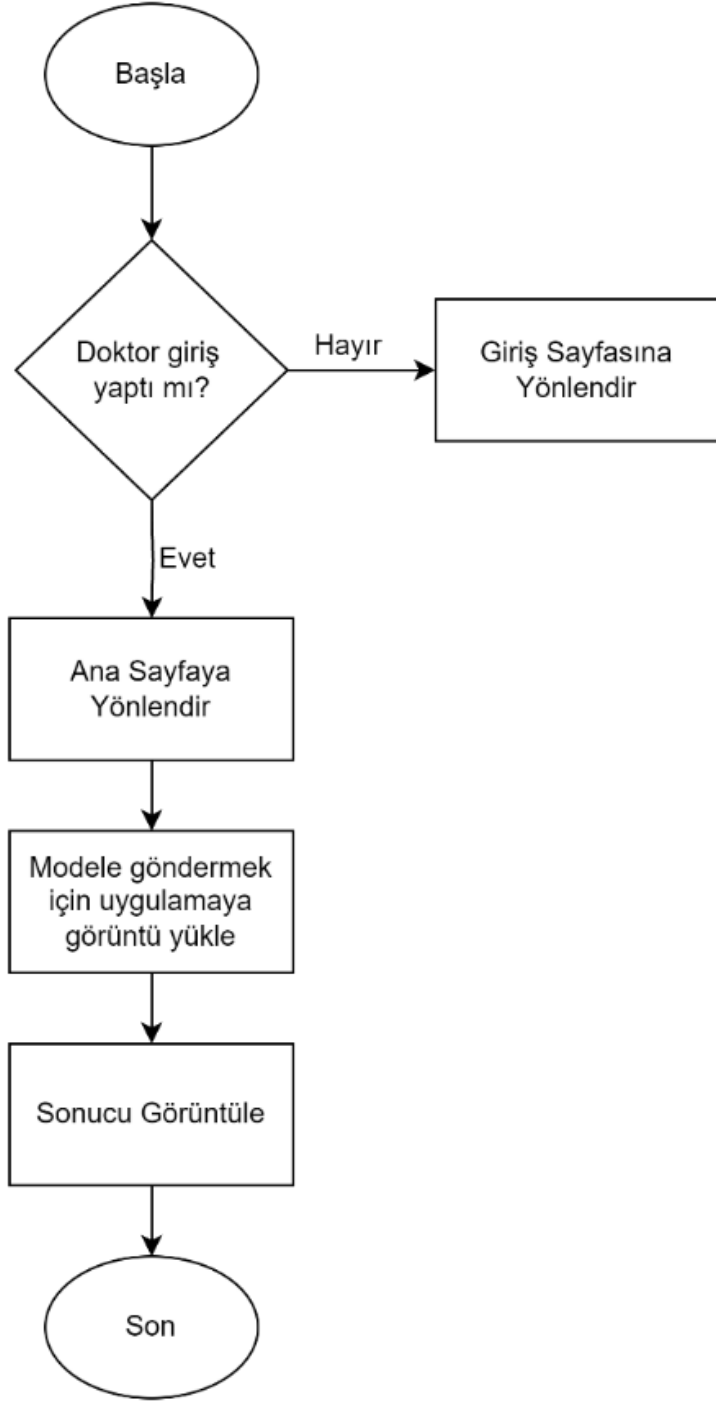 Başla
Doktor giriş
yaptı mı?
Hayır
Giriş Sayfasına
Yönlendir
Evet
Ana Sayfaya
Yönlendir
Modele göndermek
için uygulamaya
görüntü yükle
Sonucu Görüntüle
Son